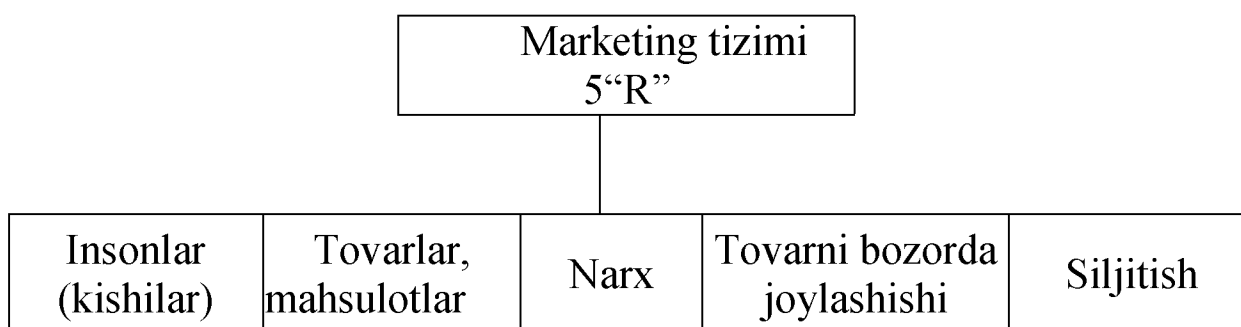 Marketing tizimi
5“R”
Insonlar
(kishilar)
Tovarlar,
mahsulotlar
Narx
Tovarni bozorda
joylashishi
Siljitish